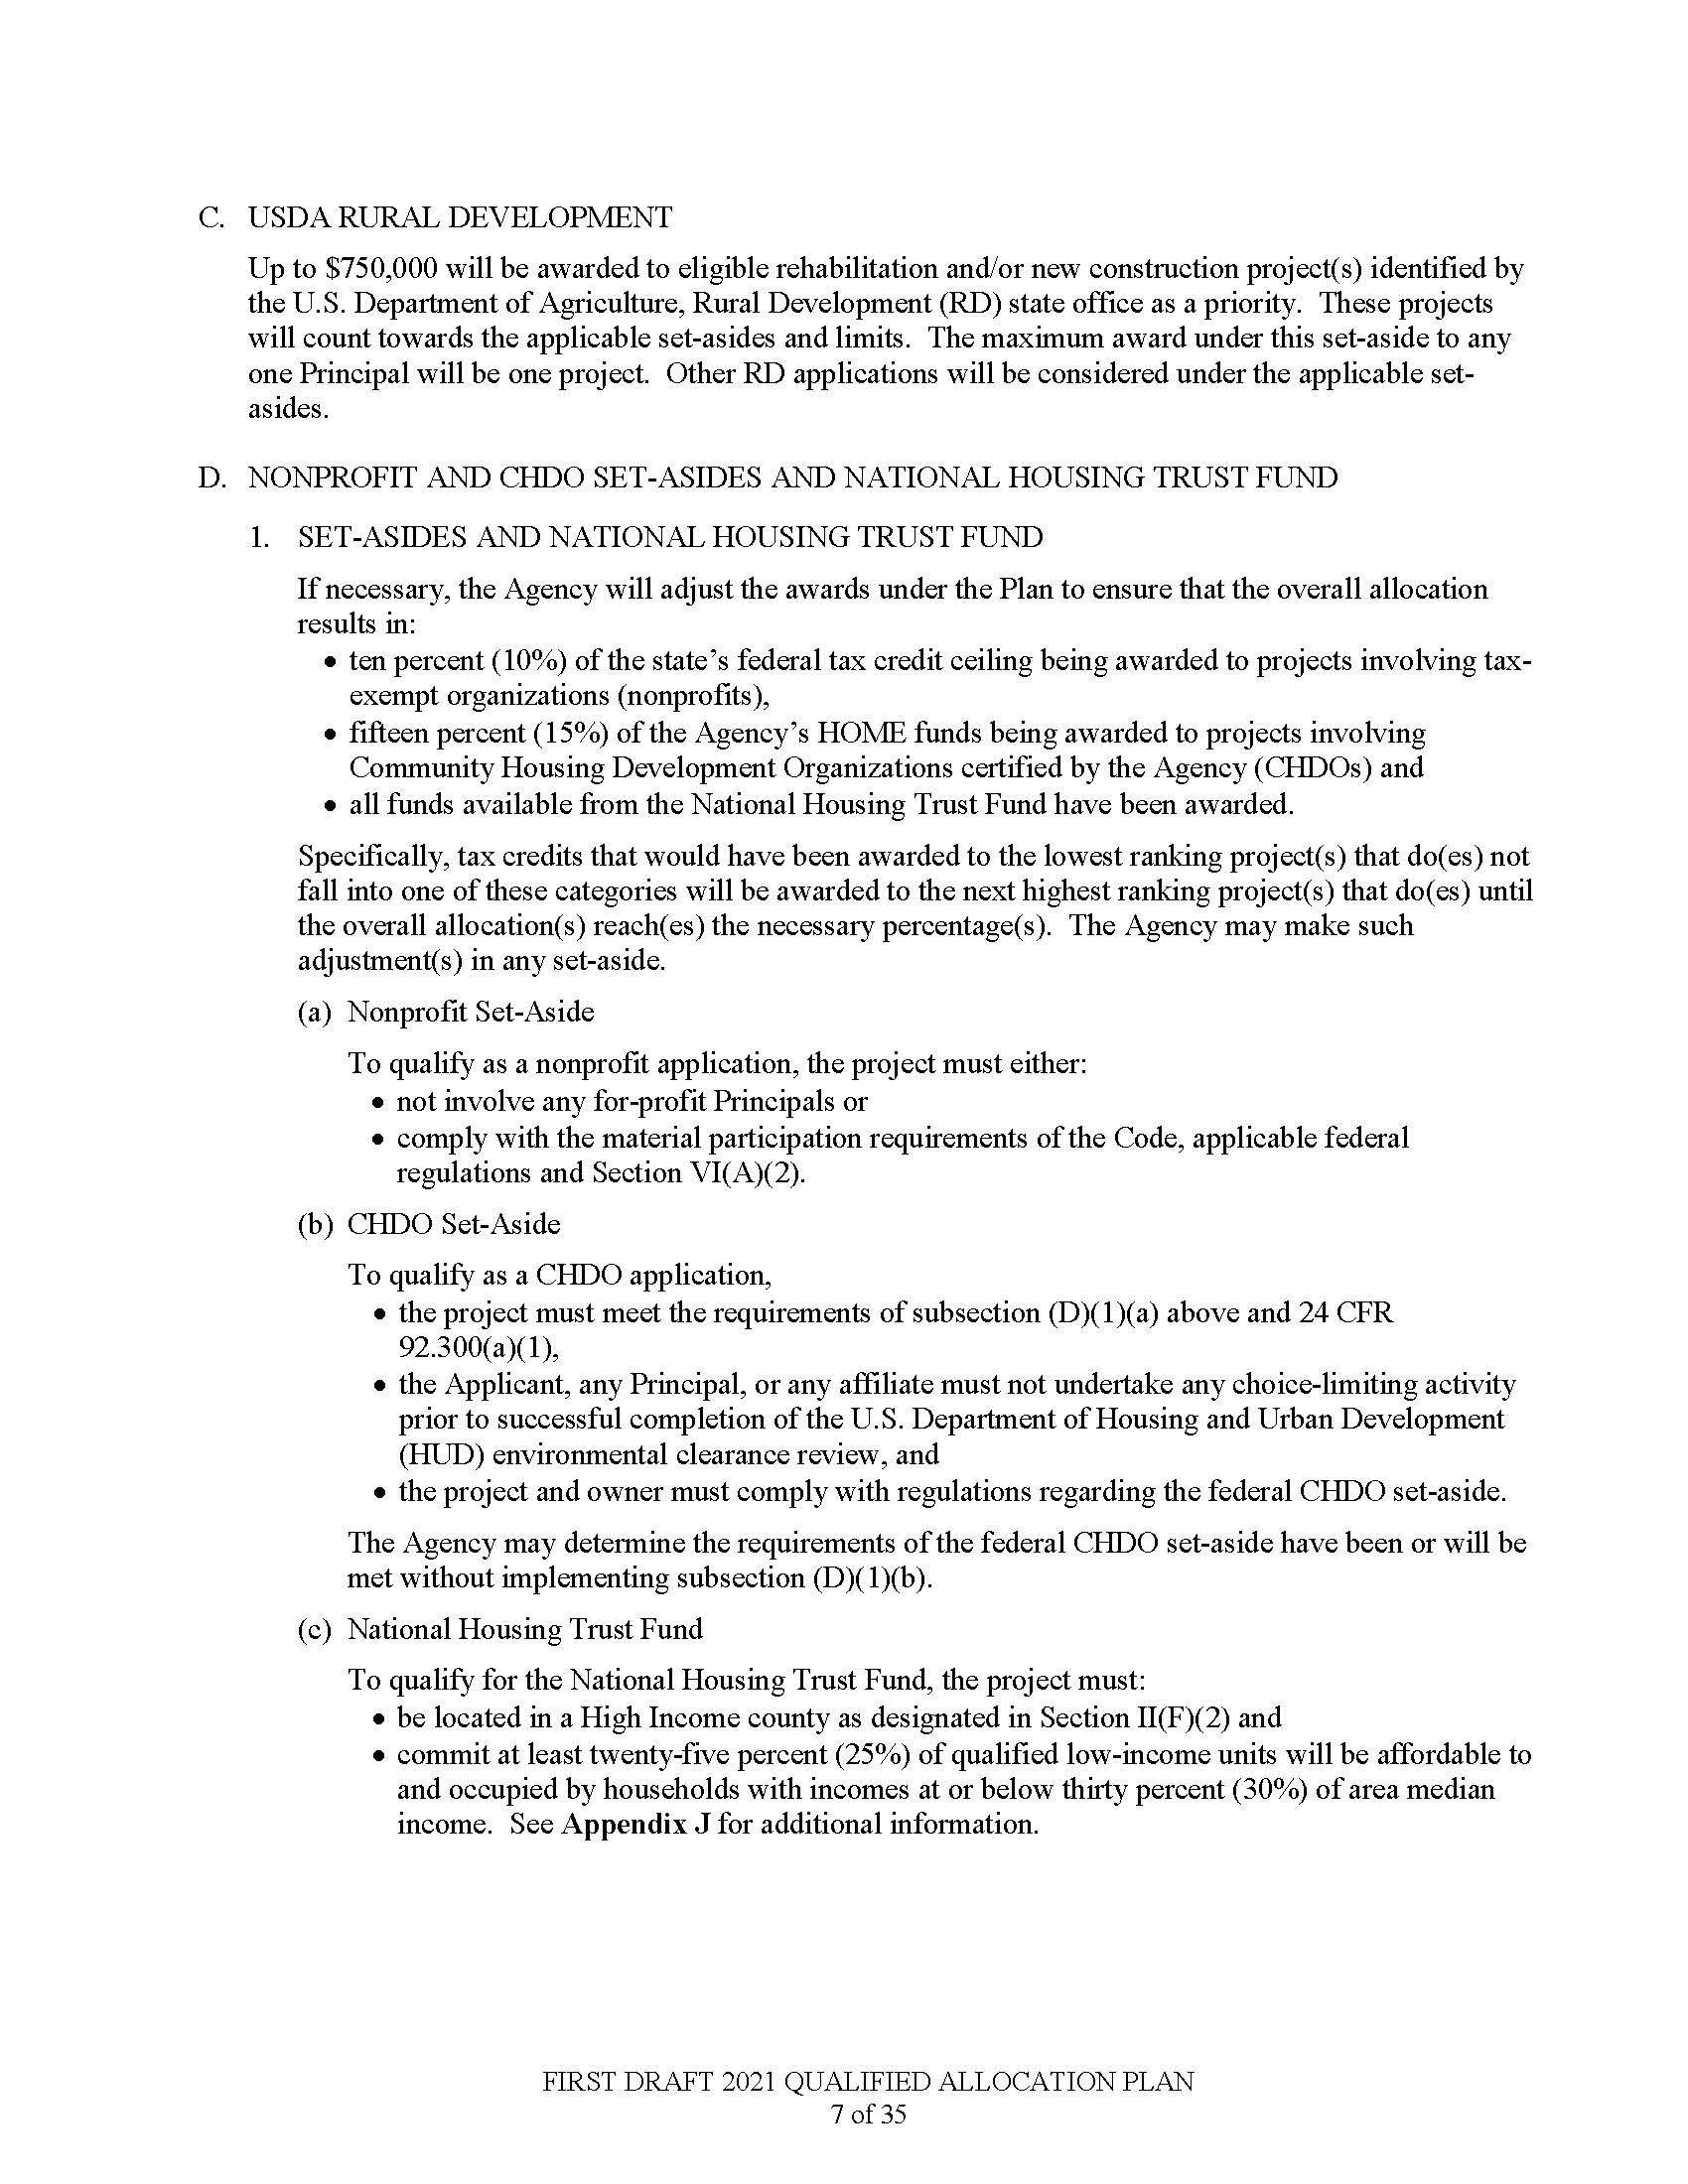 C. USDA RURAL DEVELOPMENT
Up to $750,000 will be awarded to eligible rehabilitation and/or new construction project(s) identified by
the U.S. Department of Agriculture, Rural Development (RD) state office as a priority.  These projects
will count towards the applicable set-asides and limits.  The maximum award under this set-aside to any
one Principal will be one project.  Other RD applications will be considered under the applicable set-
asides.
D. NONPROFIT AND CHDO SET-ASIDES AND NATIONAL HOUSING TRUST FUND
1. SET-ASIDES AND NATIONAL HOUSING TRUST FUND
If necessary, the Agency will adjust the awards under the Plan to ensure that the overall allocation
results in:
• ten percent (10%) of the state’s federal tax credit ceiling being awarded to projects involving tax-
exempt organizations (nonprofits),
• fifteen percent (15%) of the Agency’s HOME funds being awarded to projects involving
Community Housing Development Organizations certified by the Agency (CHDOs) and
• all funds available from the National Housing Trust Fund have been awarded.
Specifically, tax credits that would have been awarded to the lowest ranking project(s) that do(es) not
fall into one of these categories will be awarded to the next highest ranking project(s) that do(es) until
the overall allocation(s) reach(es) the necessary percentage(s).  The Agency may make such
adjustment(s) in any set-aside.
(a) Nonprofit Set-Aside
To qualify as a nonprofit application, the project must either:
• not involve any for-profit Principals or
• comply with the material participation requirements of the Code, applicable federal
regulations and Section VI(A)(2).
(b) CHDO Set-Aside
To qualify as a CHDO application,
• the project must meet the requirements of subsection (D)(1)(a) above and 24 CFR
92.300(a)(1),
• the Applicant, any Principal, or any affiliate must not undertake any choice-limiting activity
prior to successful completion of the U.S. Department of Housing and Urban Development
(HUD) environmental clearance review, and
• the project and owner must comply with regulations regarding the federal CHDO set-aside.
The Agency may determine the requirements of the federal CHDO set-aside have been or will be
met without implementing subsection (D)(1)(b).
(c) National Housing Trust Fund
To qualify for the National Housing Trust Fund, the project must:
• be located in a High Income county as designated in Section II(F)(2) and
• commit at least twenty-five percent (25%) of qualified low-income units will be affordable to
and occupied by households with incomes at or below thirty percent (30%) of area median
income.  See Appendix J for additional information.
FIRST DRAFT 2021 QUALIFIED ALLOCATION PLAN
7 of 35